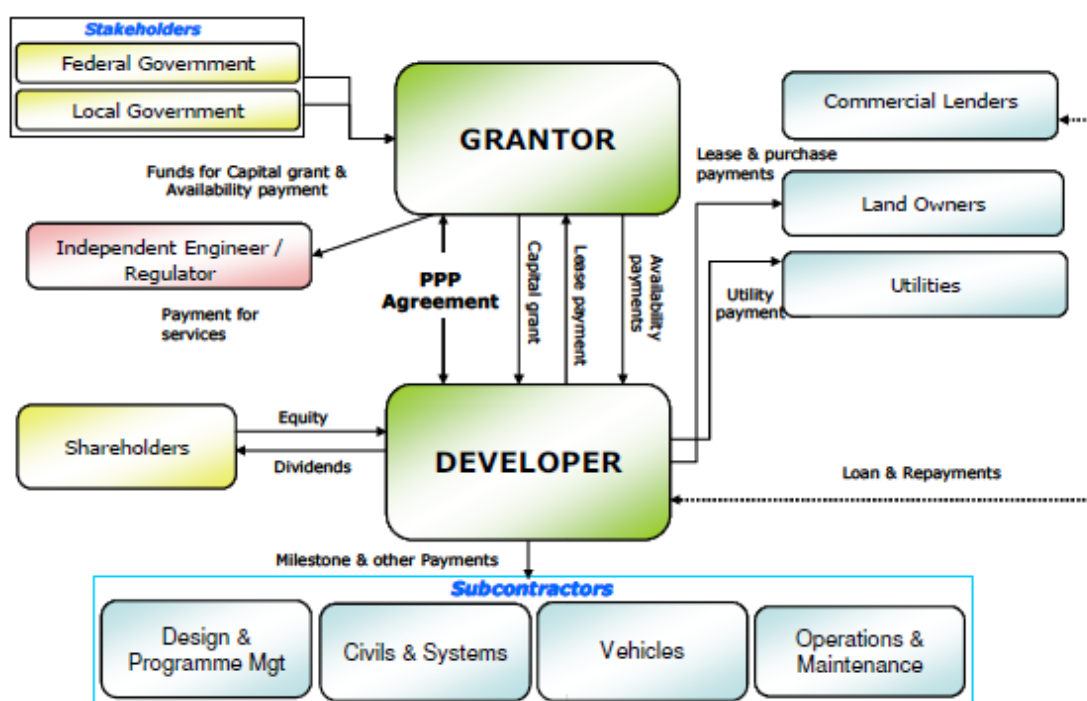 Stakeholders
Federal Government
Local Government
GRANTOR
Commercial Lenders
Funds for Capital grant &
Availability payment
Lease & purchase
payments
Land Owners
Independent Engineer /
Regulator
Payment for
services
PPP
Agreement
Capital grant
Lease payment
Availability
payments
Utility
payment
Utilities
Shareholders
Equity
Dividends
DEVELOPER
Loan & Repayments
Milestone & other Payments
Subcontractors
Design &
Programme Mgt
Civils & Systems
Vehicles
Operations &
Maintenance